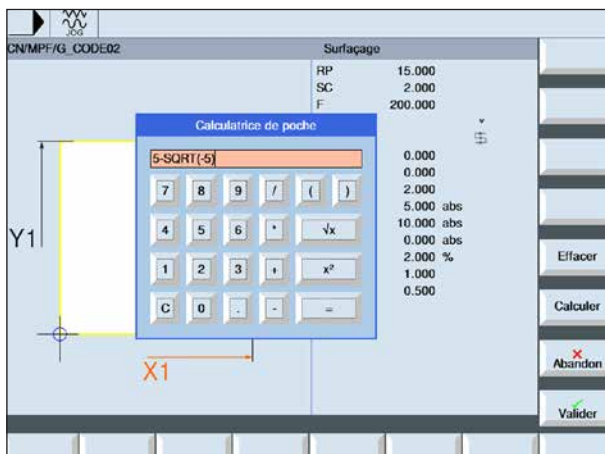 JOG
CN/MPF/G_CODE02 Surfaçage
RP 15.000
SC 2.000
F 200.000
Calculatrice de poche
5-SQRT(-5)
7 8 9 / ( )
4 5 6 * √x
1 2 3 + x²
C 0 . - =
0.000
0.000
2.000
5.000 abs
10.000 abs
0.000 abs
2.000 %
1.000
0.500
Y1
X1
Effacer
Calculer
Abandon
Valider